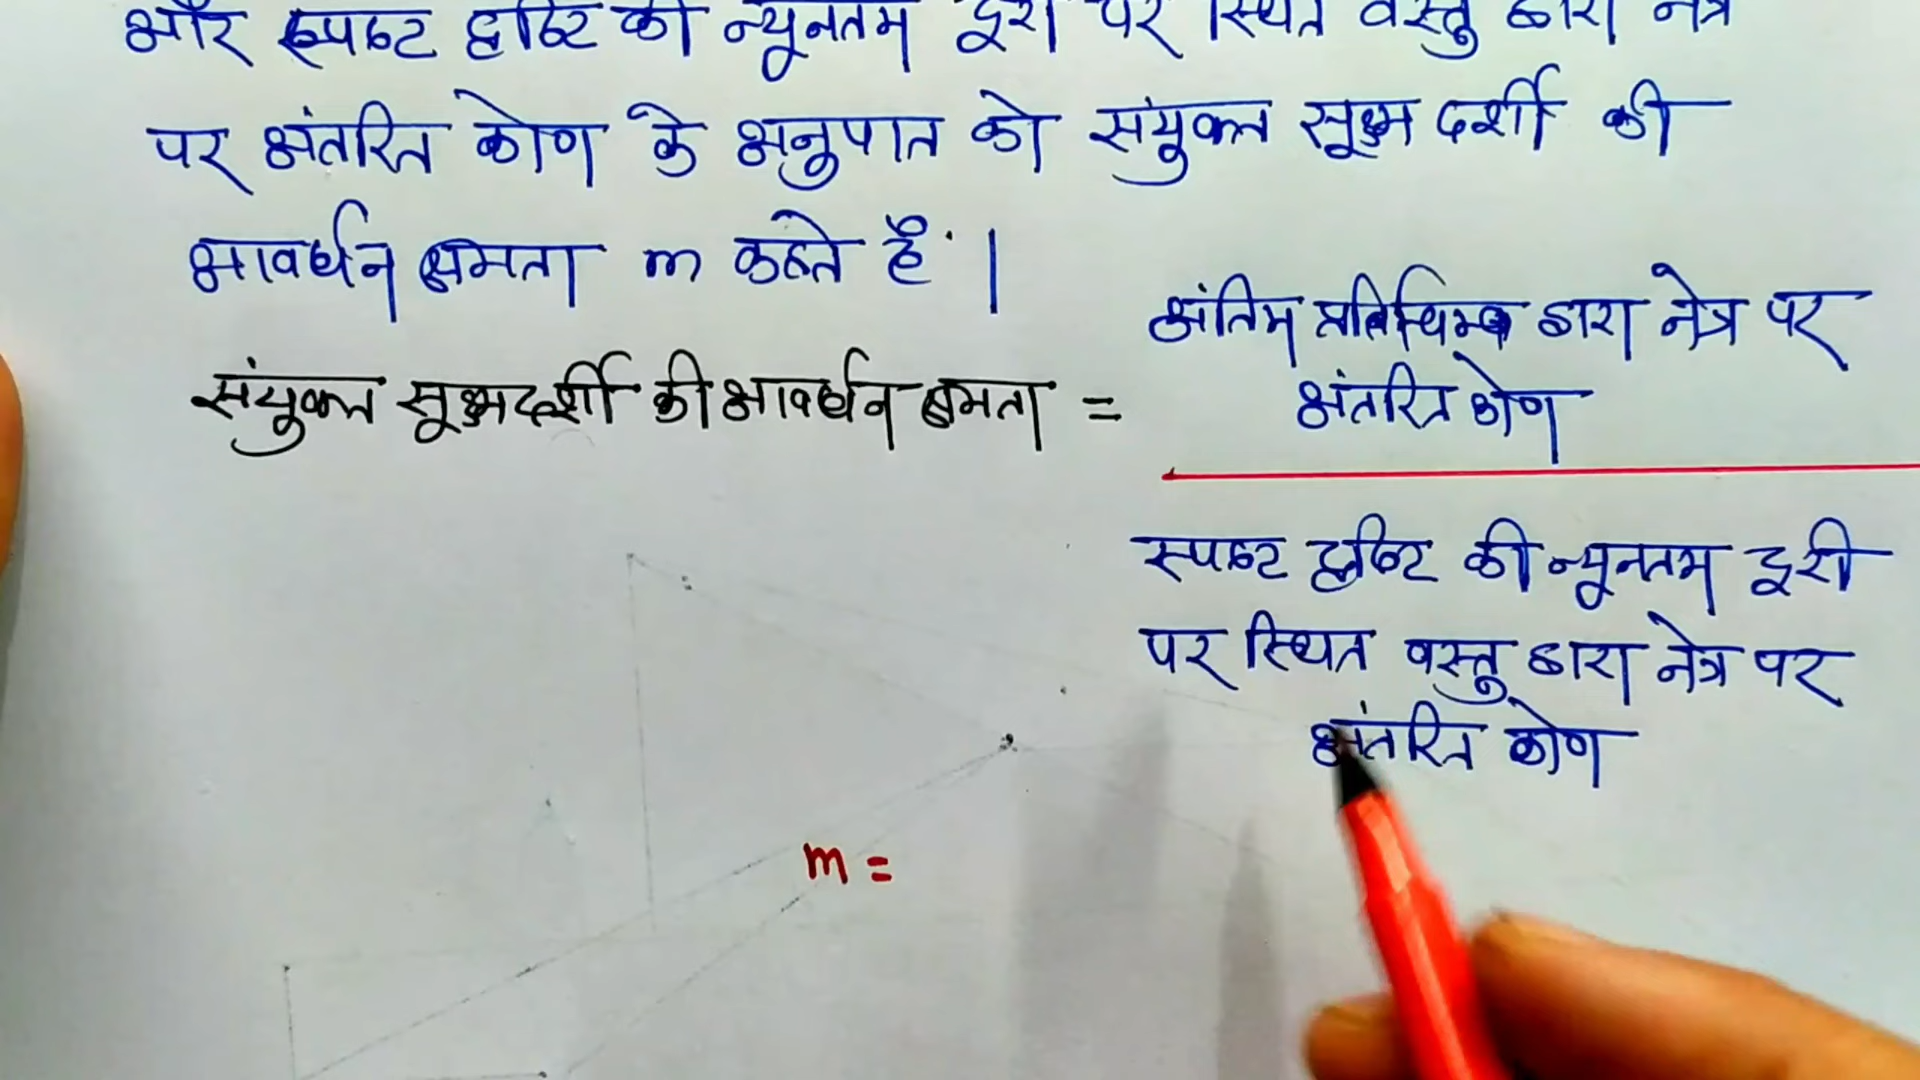 और स्पष्ट दृष्टि की न्यूनतम दूरी पर स्थित वस्तु द्वारा नेत्र
पर अंतरित कोण के अनुपात को संयुक्त सूक्ष्म दर्शी की
आवर्धन क्षमता m कहते हैं।
संयुक्त सूक्ष्मदर्शी की आवर्धन क्षमता =
अंतिम प्रतिबिम्ब द्वारा नेत्र पर
अंतरित कोण
स्पष्ट दृष्टि की न्यूनतम दूरी
पर स्थित वस्तु द्वारा नेत्र पर
अंतरित कोण
m =